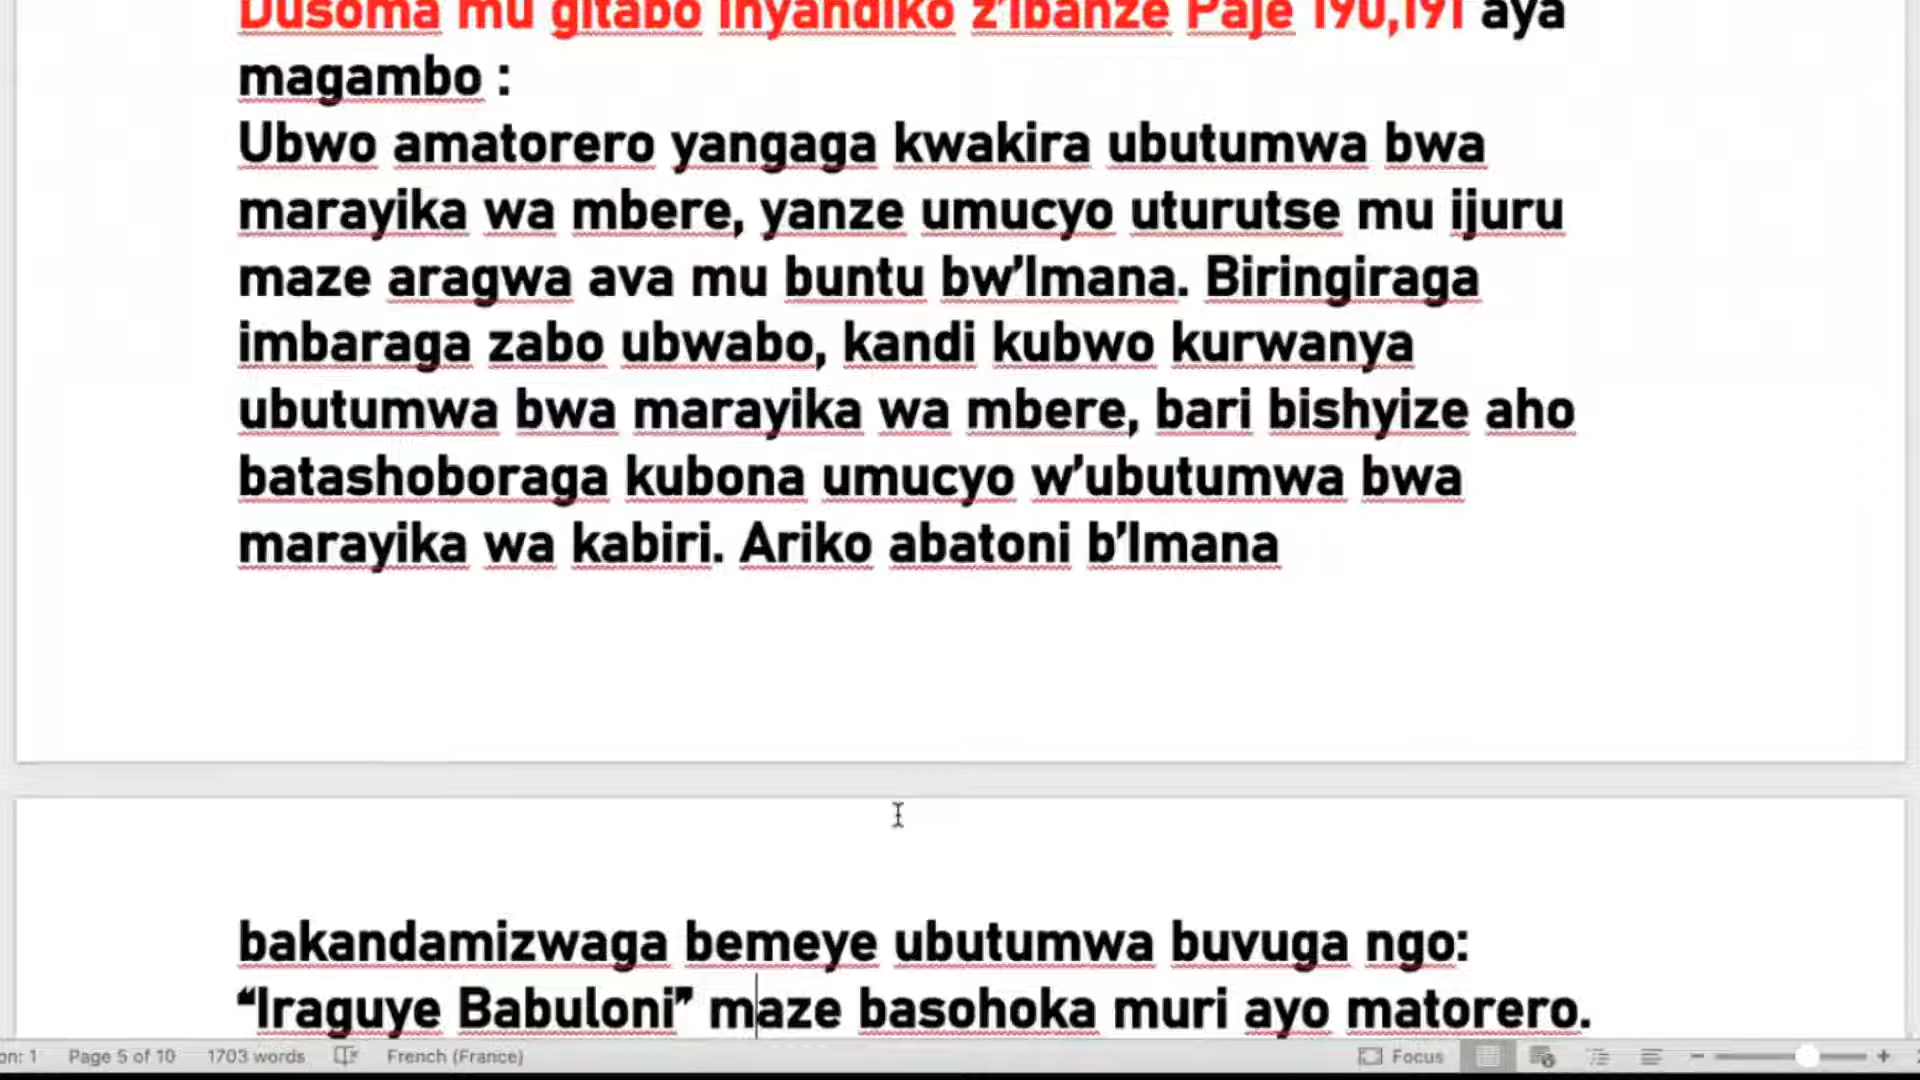 Dusoma mu gitabo Inyandiko z'ibanze Paje 190,191 aya
magambo :
Ubwo amatorero yangaga kwakira ubutumwa bwa
marayika wa mbere, yanze umucyo uturutse mu ijuru
maze aragwa ava mu buntu bw'Imana. Biringiraga
imbaraga zabo ubwabo, kandi kubwo kurwanya
ubutumwa bwa marayika wa mbere, bari bishyize aho
batashoboraga kubona umucyo w'ubutumwa bwa
marayika wa kabiri. Ariko abatoni b'Imana
bakandamizwaga bemeye ubutumwa buvuga ngo:
“Iraguye Babuloni” maze basohoka muri ayo matorero.
on: 1 Page 5 of 10 1703 words French (France) Focus